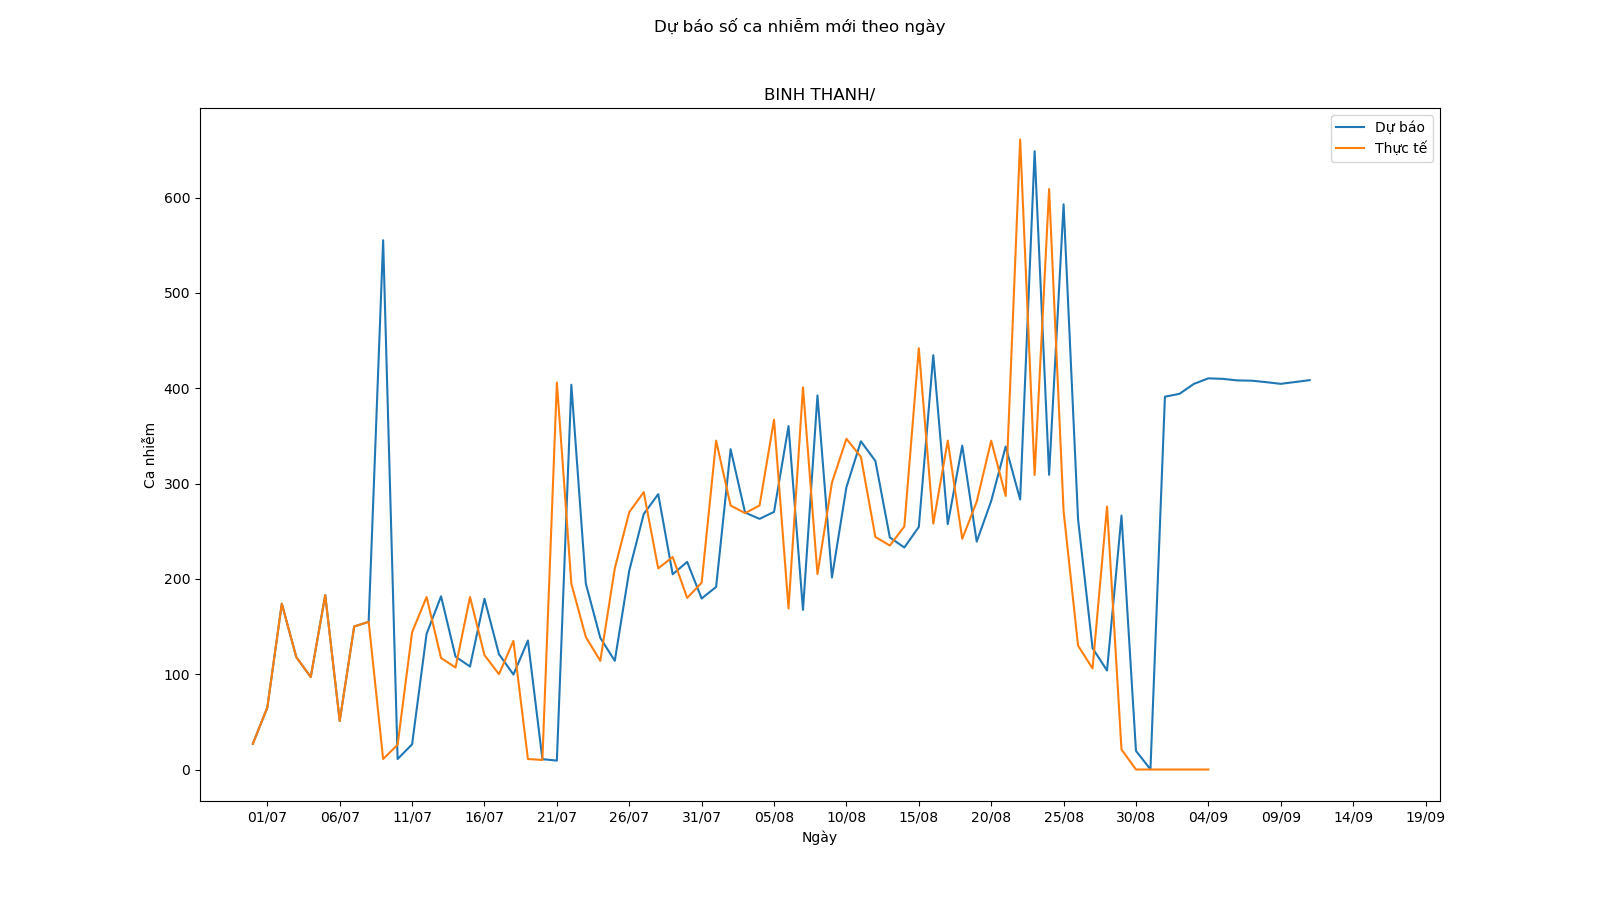 Dự báo số ca nhiễm mới theo ngày
BINH THANH/
Dự báo
Thực tế
600
500
400
300
200
100
0
Ca nhiễm
01/07 06/07 11/07 16/07 21/07 26/07 31/07 05/08 10/08 15/08 20/08 25/08 30/08 04/09 09/09 14/09 19/09
Ngày